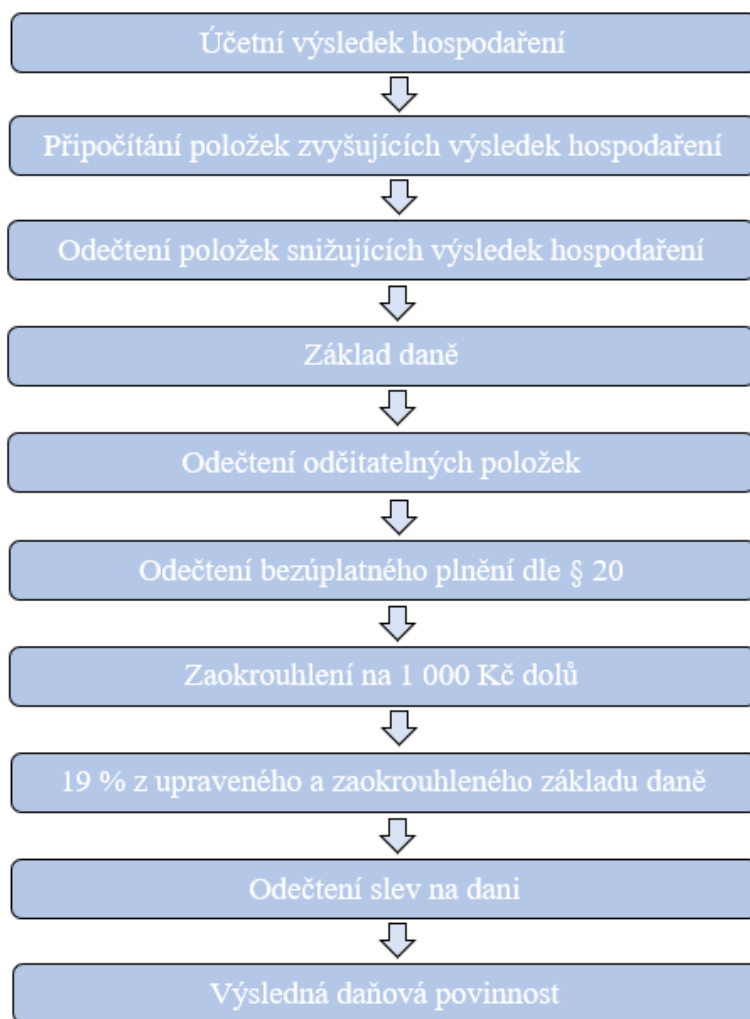 Účetní výsledek hospodaření
Připočítání položek zvyšujících výsledek hospodaření
Odečtení položek snižujících výsledek hospodaření
Základ daně
Odečtení odčitatelných položek
Odečtení bezúplatného plnění dle § 20
Zaokrouhlení na 1 000 Kč dolů
19 % z upraveného a zaokrouhleného základu daně
Odečtení slev na dani
Výsledná daňová povinnost